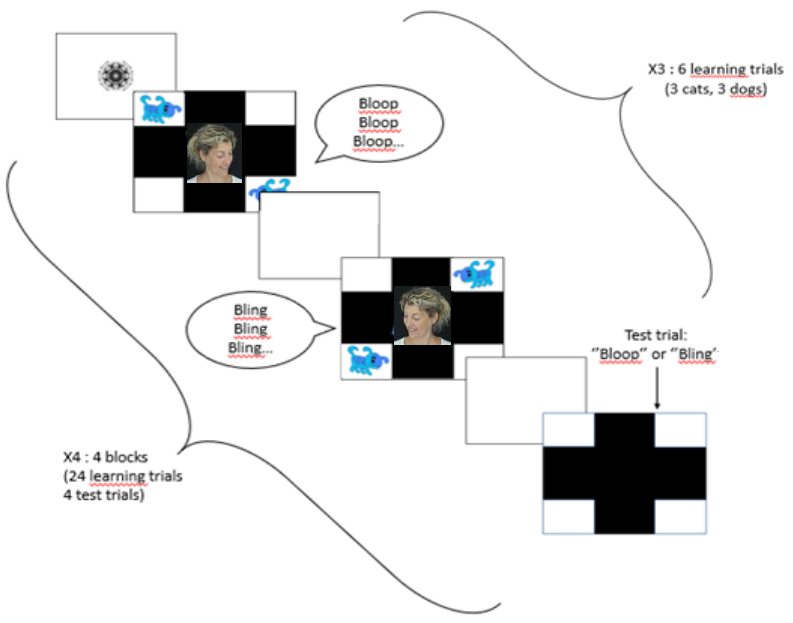 X3 : 6 learning trials
(3 cats, 3 dogs)
Bloop
Bloop
Bloop...
Bling
Bling
Bling...
Test trial:
“Bloop” or “Bling”
X4 : 4 blocks
(24 learning trials
4 test trials)